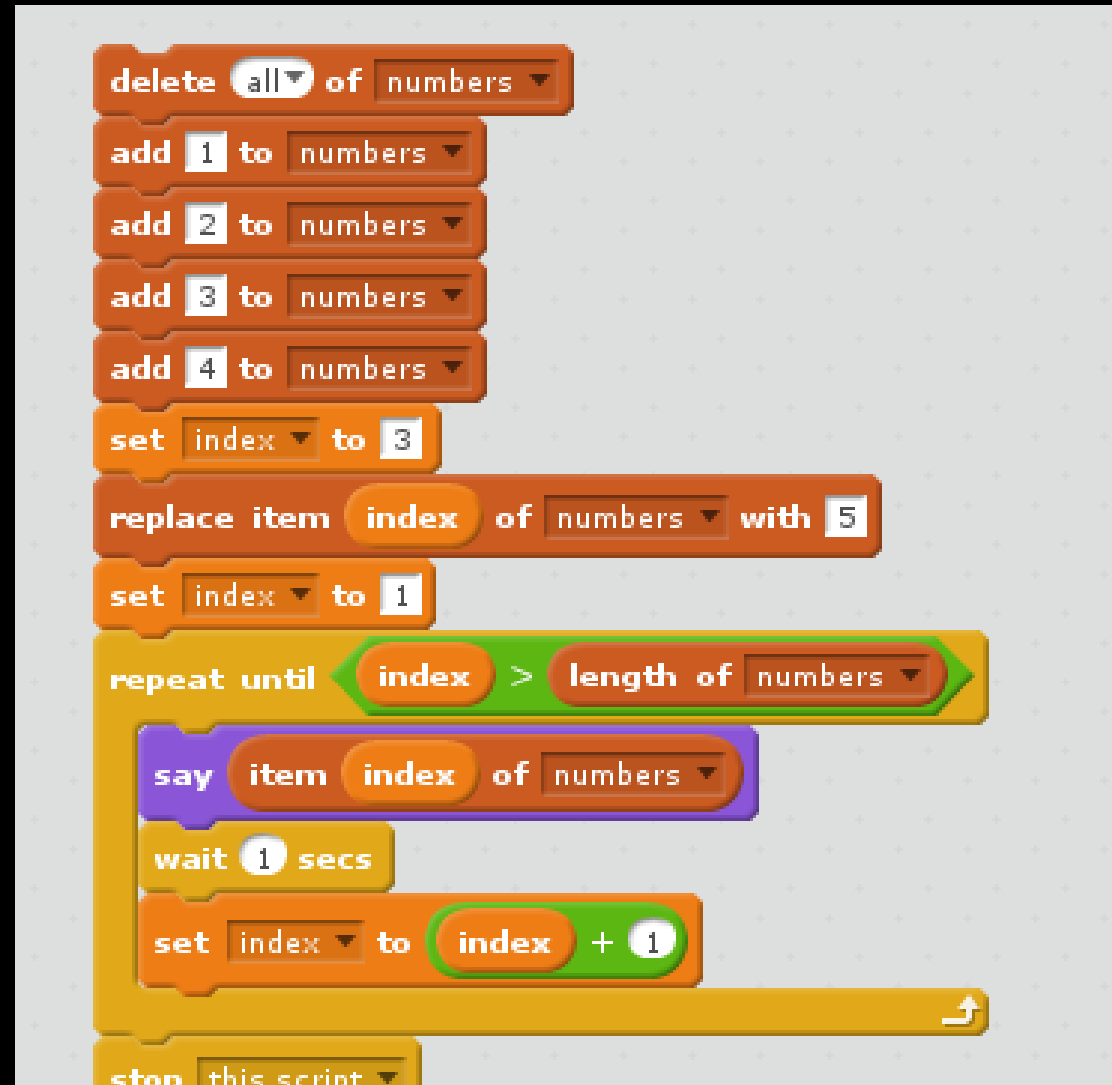 delete all of numbers
add 1 to numbers
add 2 to numbers
add 3 to numbers
add 4 to numbers
set index to 3
replace item index of numbers with 5
set index to 1
repeat until index > length of numbers
say item index of numbers
wait 1 secs
set index to index + 1
stop this script